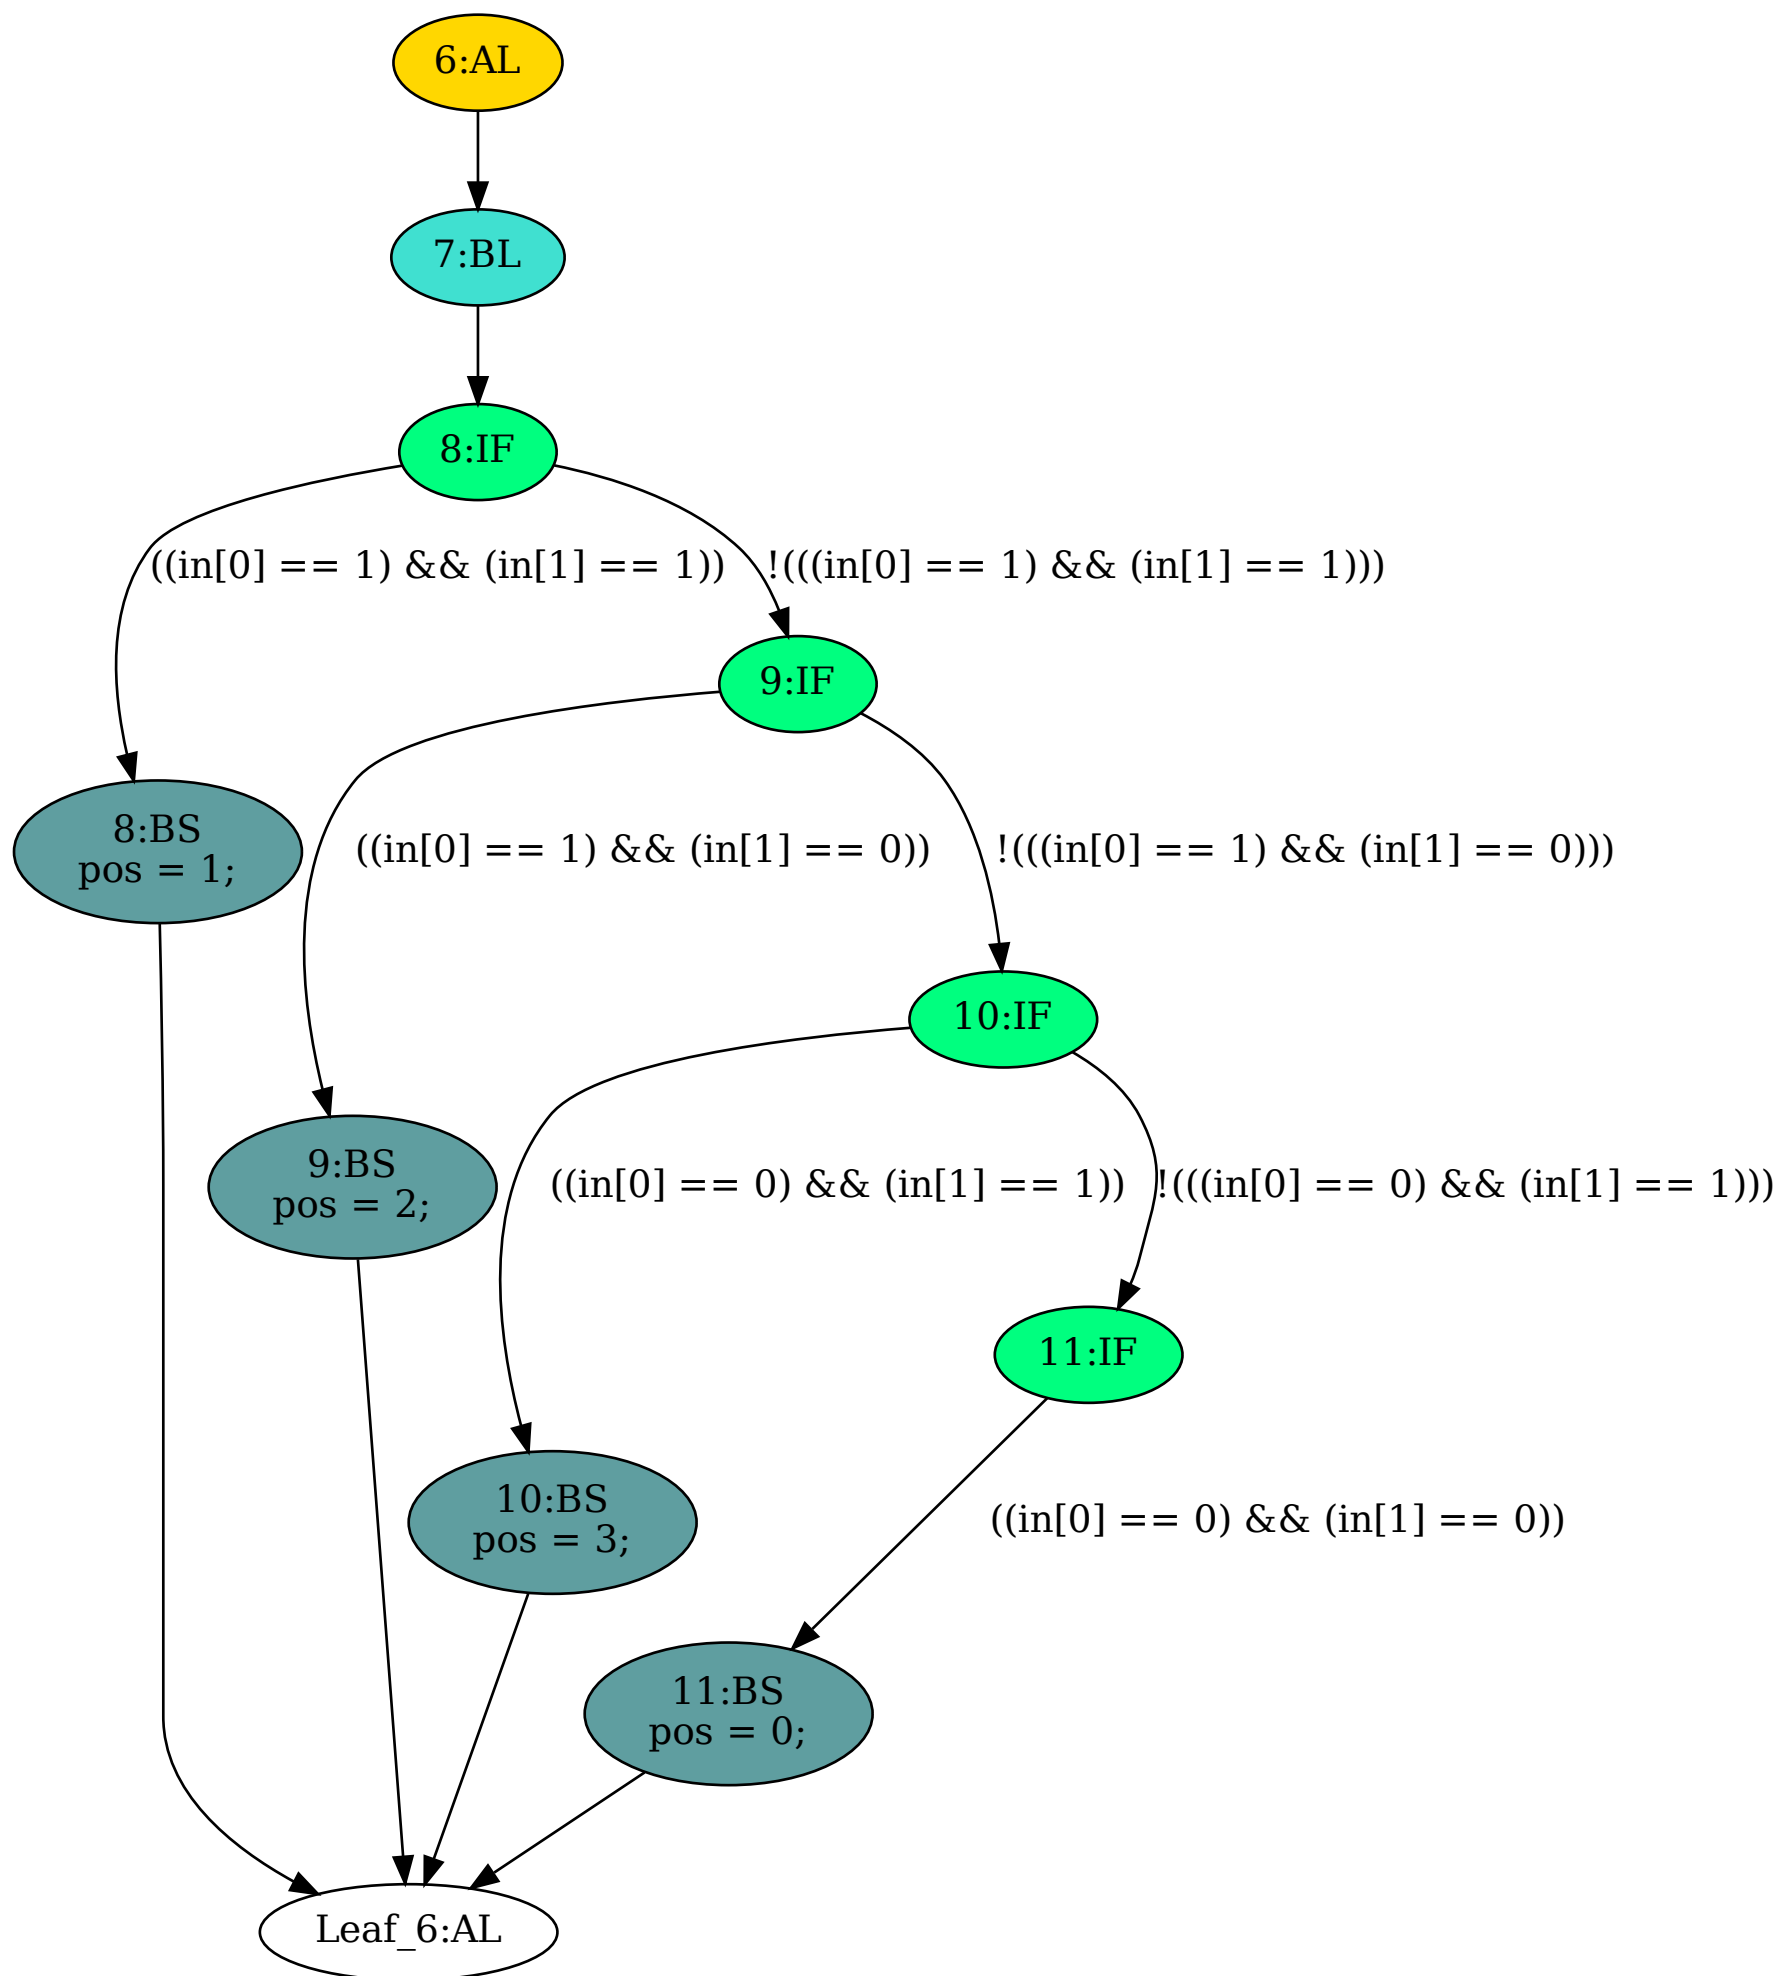 6:AL
7:BL
8:IF
((in[0] == 1) && (in[1] == 1))
!(((in[0] == 1) && (in[1] == 1)))
9:IF
8:BS
pos = 1;
((in[0] == 1) && (in[1] == 0))
!(((in[0] == 1) && (in[1] == 0)))
10:IF
9:BS
pos = 2;
((in[0] == 0) && (in[1] == 1))
!(((in[0] == 0) && (in[1] == 1)))
11:IF
10:BS
pos = 3;
((in[0] == 0) && (in[1] == 0))
11:BS
pos = 0;
Leaf_6:AL